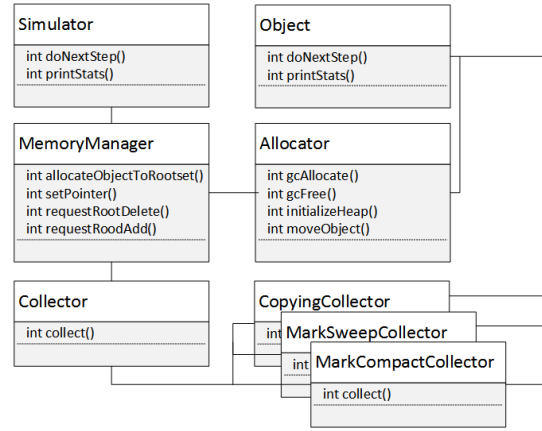 Simulator
int doNextStep()
int printStats()
Object
int doNextStep()
int printStats()
MemoryManager
int allocateObjectToRootset()
int setPointer()
int requestRootDelete()
int requestRoodAdd()
Allocator
int gcAllocate()
int gcFree()
int initializeHeap()
int moveObject()
Collector
int collect()
CopyingCollector
int
MarkSweepCollector
int
MarkCompactCollector
int collect()